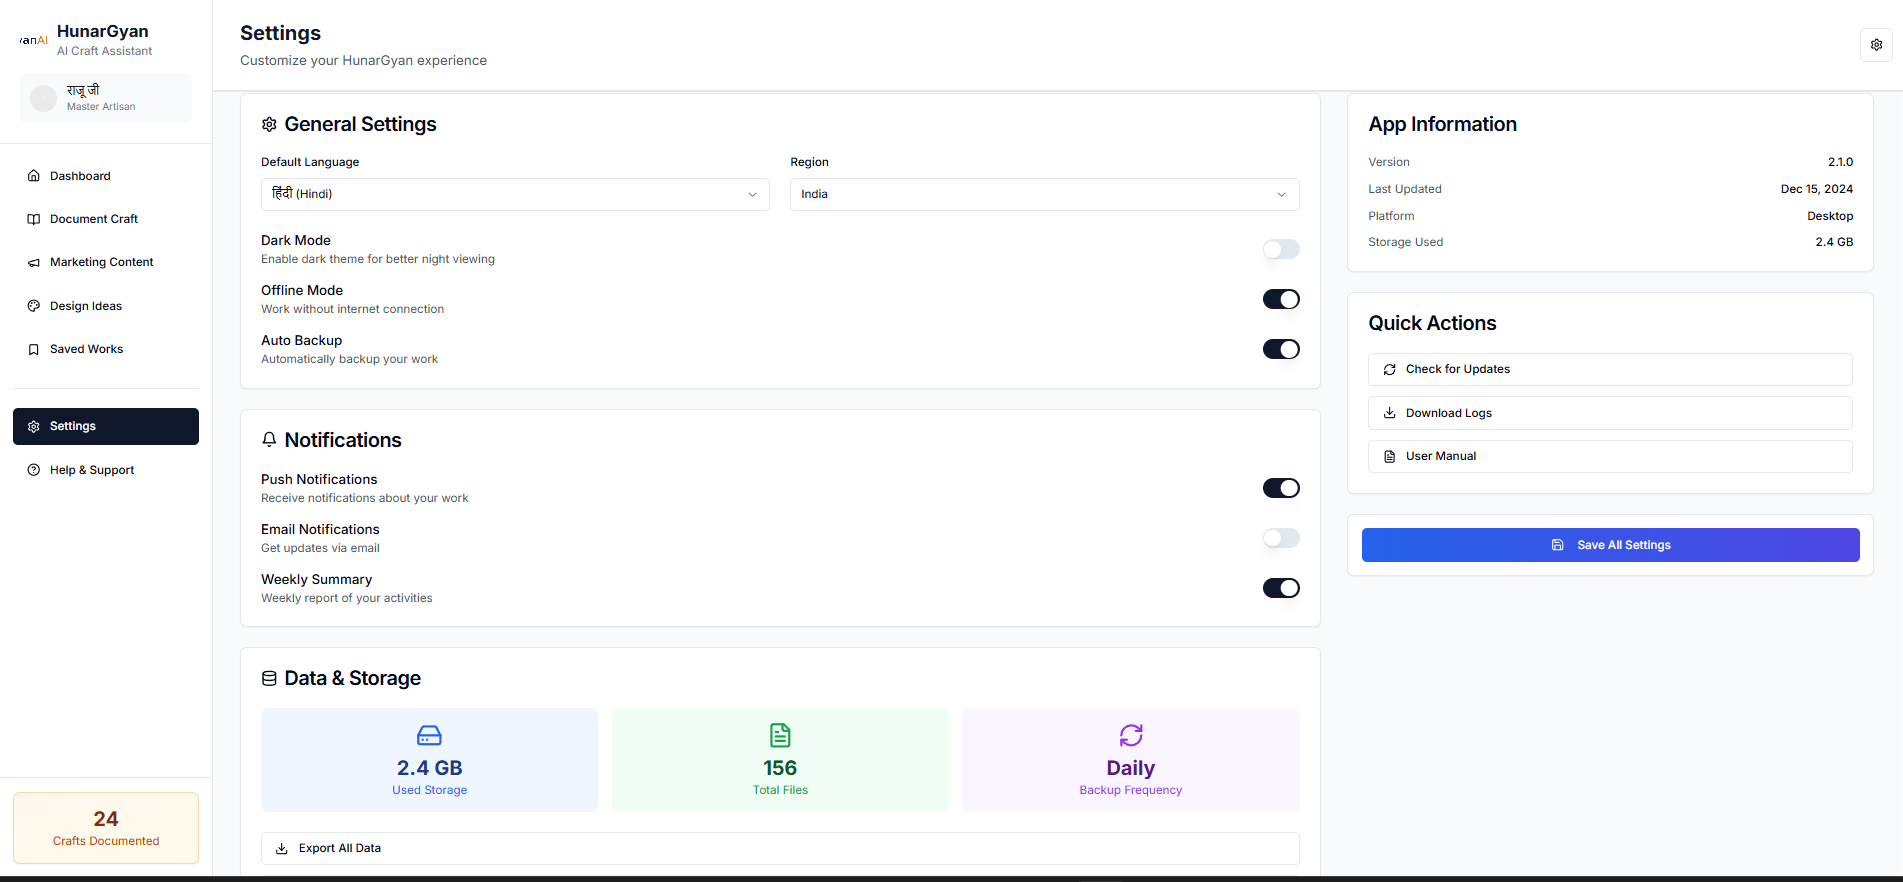 HunarGyan
AI Craft Assistant
राजू जी
Master Artisan
Dashboard
Document Craft
Marketing Content
Design Ideas
Saved Works
Settings
Help & Support
24
Crafts Documented
Settings
Customize your HunarGyan experience
General Settings
Default Language
हिंदी (Hindi)
Region
India
Dark Mode
Enable dark theme for better night viewing
Offline Mode
Work without internet connection
Auto Backup
Automatically backup your work
Notifications
Push Notifications
Receive notifications about your work
Email Notifications
Get updates via email
Weekly Summary
Weekly report of your activities
Data & Storage
2.4 GB
Used Storage
156
Total Files
Daily
Backup Frequency
Export All Data
App Information
Version 2.1.0
Last Updated Dec 15, 2024
Platform Desktop
Storage Used 2.4 GB
Quick Actions
Check for Updates
Download Logs
User Manual
Save All Settings